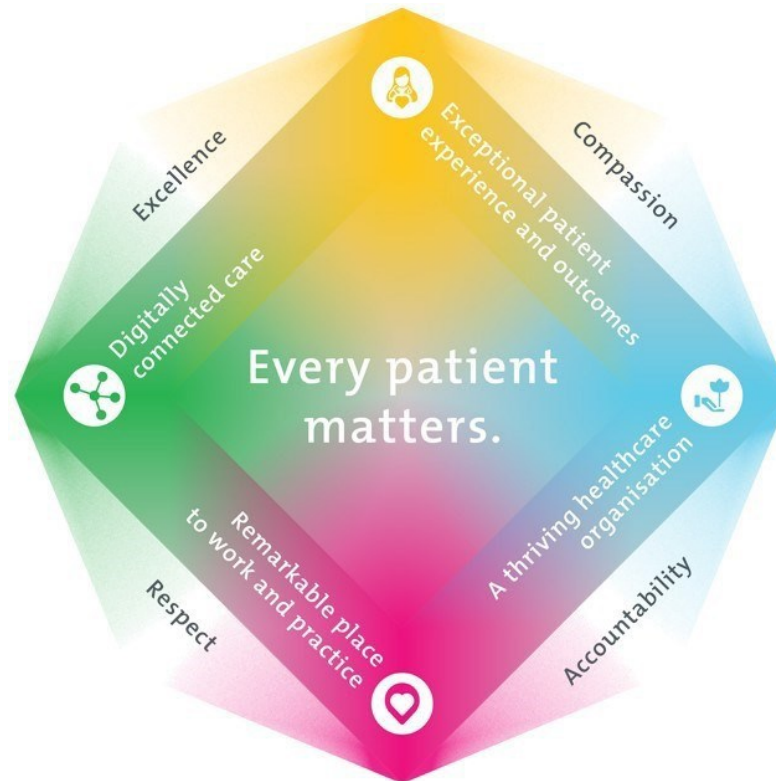 Excellence
Compassion
Exceptional patient
experience and outcomes
Digitally
connected care
Every patient
matters.
A thriving healthcare
organisation
Remarkable place
to work and practice
Respect
Accountability